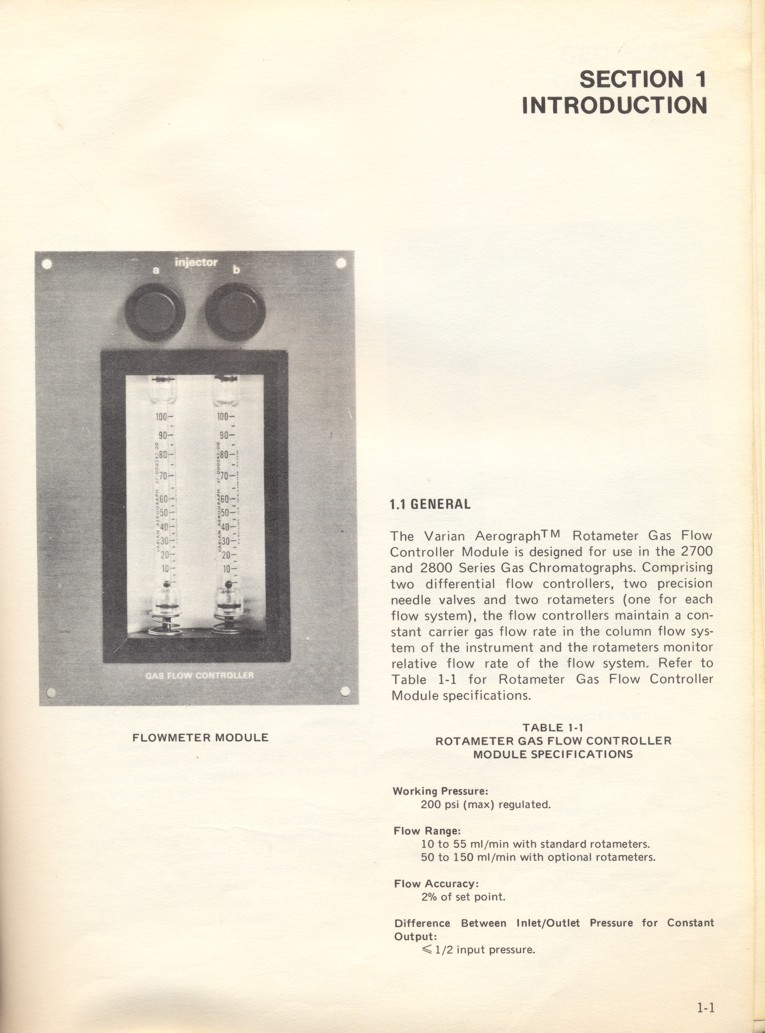 SECTION 1
INTRODUCTION
injector
a b
100 100
90 90
80 80
70 70
60 60
50 50
40 40
30 30
20 20
10 10
GAS FLOW CONTROLLER
FLOWMETER MODULE
1.1 GENERAL
The Varian Aerograph™ Rotameter Gas Flow
Controller Module is designed for use in the 2700
and 2800 Series Gas Chromatographs. Comprising
two differential flow controllers, two precision
needle valves and two rotameters (one for each
flow system), the flow controllers maintain a con-
stant carrier gas flow rate in the column flow sys-
tem of the instrument and the rotameters monitor
relative flow rate of the flow system. Refer to
Table 1-1 for Rotameter Gas Flow Controller
Module specifications.
TABLE 1-1
ROTAMETER GAS FLOW CONTROLLER
MODULE SPECIFICATIONS
Working Pressure:
200 psi (max) regulated.
Flow Range:
10 to 55 ml/min with standard rotameters.
50 to 150 ml/min with optional rotameters.
Flow Accuracy:
2% of set point.
Difference Between Inlet/Outlet Pressure for Constant
Output:
⩽ 1/2 input pressure.
1-1